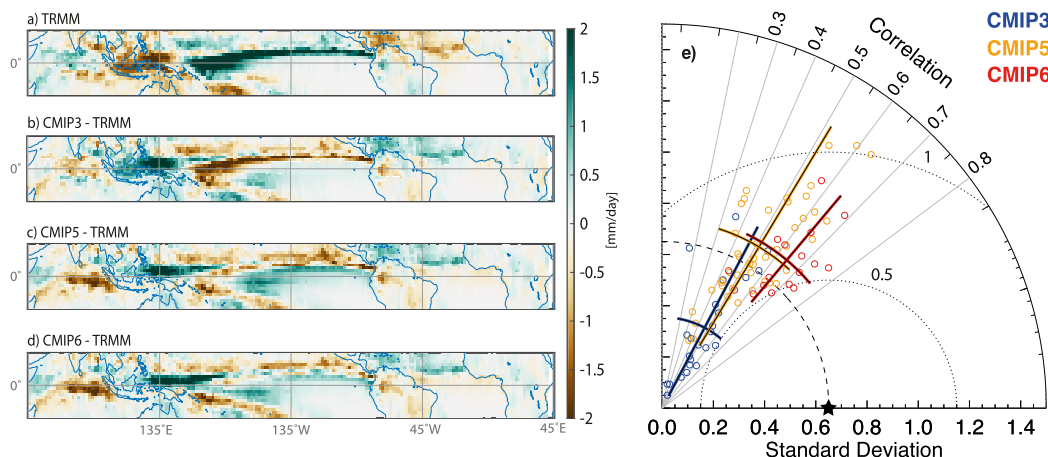 a) TRMM
0°
b) CMIP3 - TRMM
0°
c) CMIP5 - TRMM
0°
d) CMIP6 - TRMM
0°
135°E
135°W
45°W
45°E
2
1.5
1
0.5
0
-0.5
-1
-1.5
-2
[mm/day]
e)
CMIP3
CMIP5
CMIP6
Correlation
0.3
0.4
0.5
0.6
0.7
0.8
1
0.5
0.0 0.2 0.4 0.6 0.8 1.0 1.2 1.4
Standard Deviation